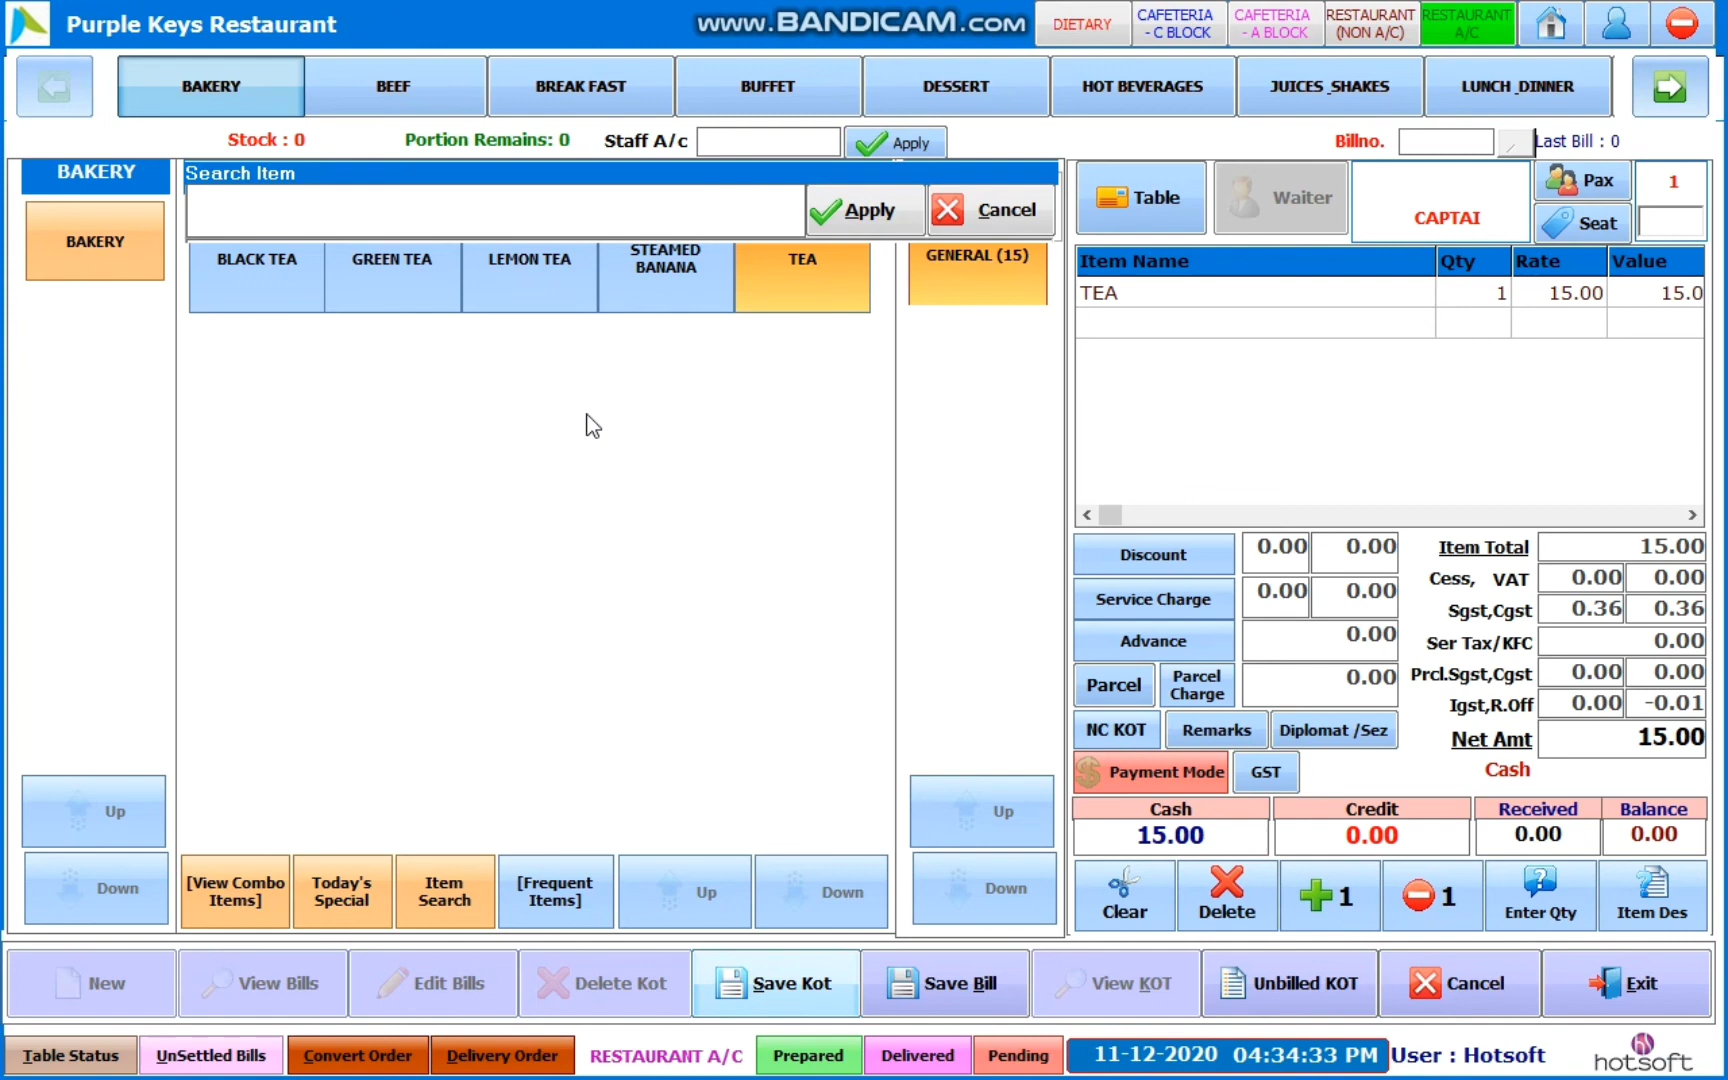 Purple Keys Restaurant
www.BANDICAM.com
DIETARY
CAFETERIA
- C BLOCK
CAFETERIA
- A BLOCK
RESTAURANT
(NON A/C)
RESTAURANT
A/C
BAKERY
BEEF
BREAK FAST
BUFFET
DESSERT
HOT BEVERAGES
JUICES_SHAKES
LUNCH_DINNER
Stock : 0
Portion Remains: 0
Staff A/c
Apply
Billno.
Last Bill : 0
BAKERY
BAKERY
Search Item
Apply
Cancel
BLACK TEA
GREEN TEA
LEMON TEA
STEAMED
BANANA
TEA
GENERAL (15)
Table
Waiter
CAPTAI
Pax
1
Seat
Item Name Qty Rate Value
TEA 1 15.00 15.0
Discount 0.00 0.00
Service Charge 0.00 0.00
Advance 0.00
Parcel
Parcel
Charge
0.00
NC KOT
Remarks
Diplomat /Sez
Payment Mode
GST
Item Total 15.00
Cess, VAT 0.00 0.00
Sgst,Cgst 0.36 0.36
Ser Tax/KFC 0.00
Prcl.Sgst,Cgst 0.00 0.00
Igst,R.Off 0.00 -0.01
Net Amt 15.00
Cash
Cash Credit Received Balance
15.00 0.00 0.00 0.00
Up
Down
[View Combo
Items]
Today's
Special
Item
Search
[Frequent
Items]
Up
Down
Up
Down
Clear
Delete
1
1
Enter Qty
Item Des
New
View Bills
Edit Bills
Delete Kot
Save Kot
Save Bill
View KOT
Unbilled KOT
Cancel
Exit
Table Status
UnSettled Bills
Convert Order
Delivery Order
RESTAURANT A/C
Prepared
Delivered
Pending
11-12-2020 04:34:33 PM
User : Hotsoft
hotsoft